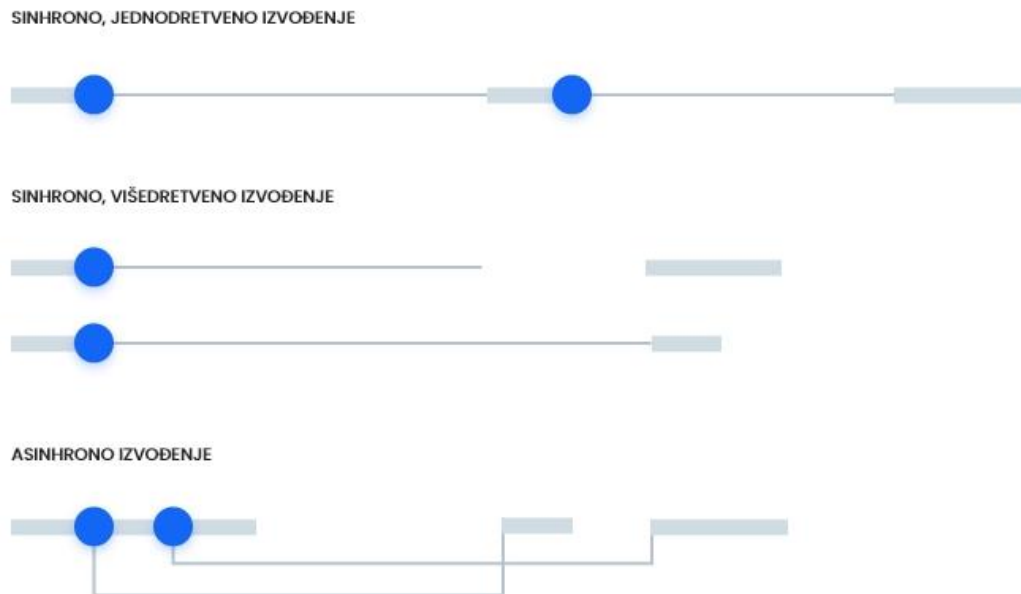 SINHRONO, JEDNODRETVENO IZVOĐENJE
SINHRONO, VIŠEDRETVENO IZVOĐENJE
ASINHRONO IZVOĐENJE